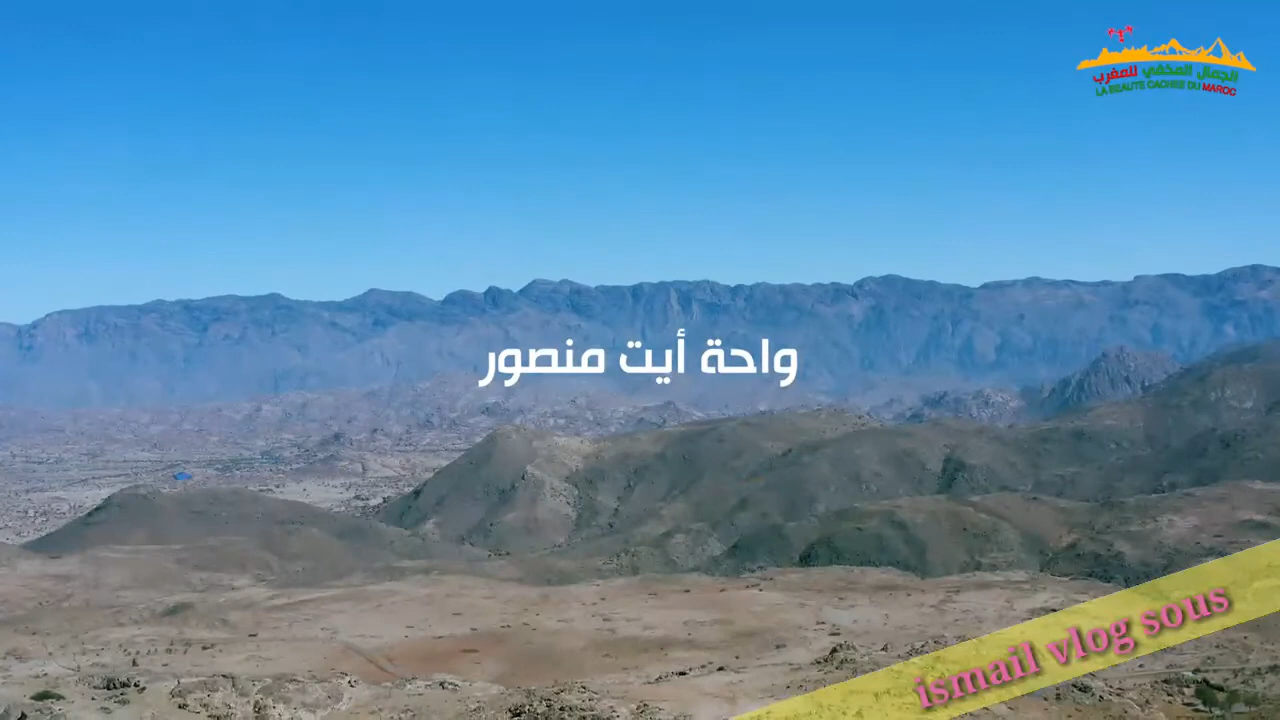 الجمال المخفي للمغرب
LA BEAUTE CACHEE DU MAROC
واحة أيت منصور
ismail vlog sous